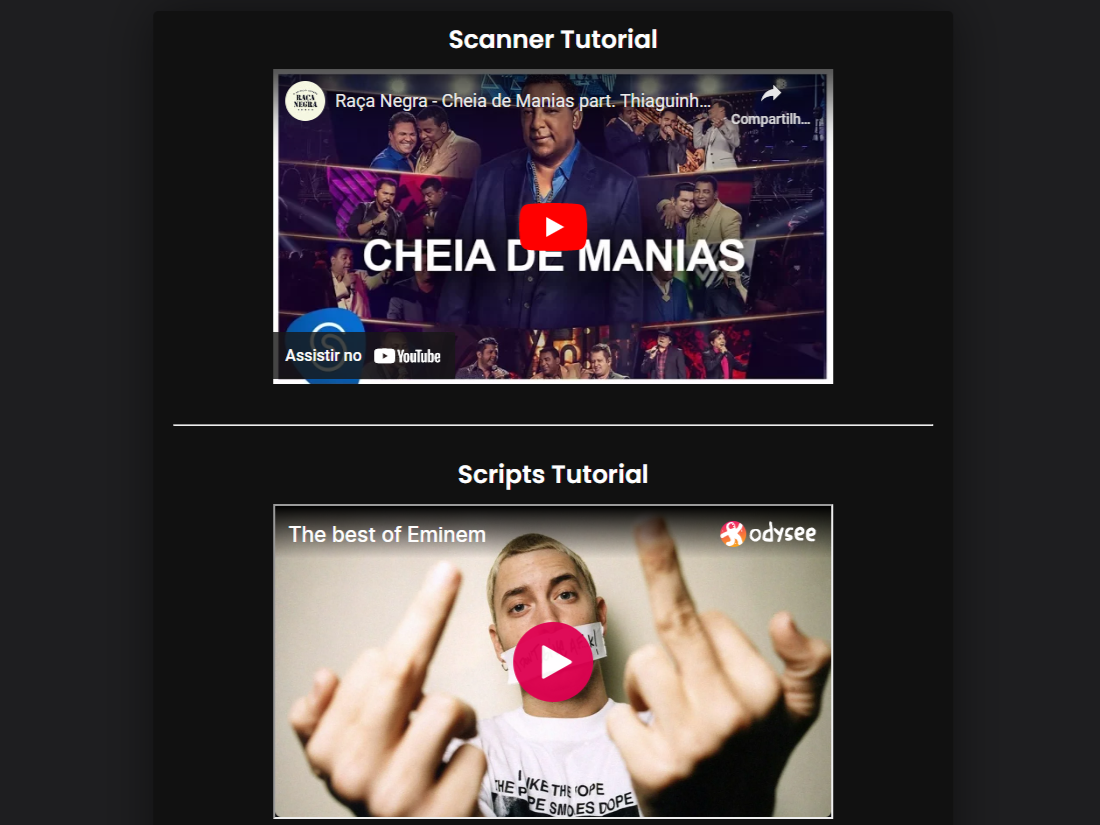 Scanner Tutorial
RAÇA
NEGRA
Raça Negra - Cheia de Manias part. Thiaguinh...
Compartilh...
CHEIA DE MANIAS
Assistir no YouTube
Scripts Tutorial
The best of Eminem
odysee
I LIKE THE POPE
THE POPE SMOKES DOPE